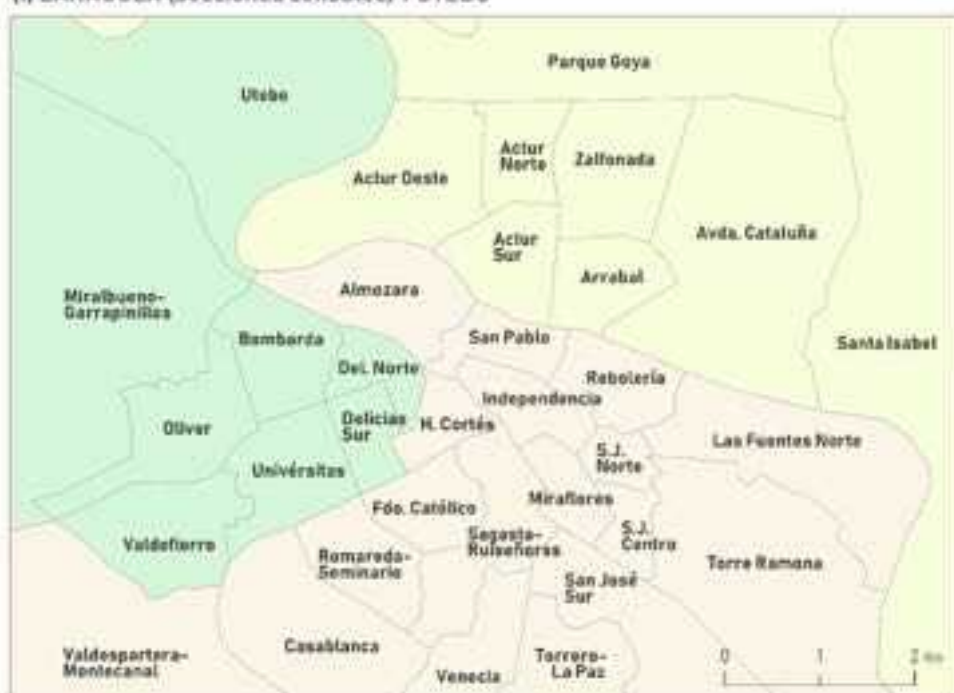 Parque Goya
Utebo
Actur
Norte
Zalfonada
Actur Oeste
Avda. Cataluña
Actur
Sur
Arrabal
Almozara
Miralbueno-
Garrapinillos
Bombarda
San Pablo
Santa Isabel
Del. Norte
Rebolería
Independencia
Oliver
Delicias
Sur
H. Cortés
Las Fuentes Norte
S.J.
Norte
Univérsitas
Miraflores
Fdo. Católico
Valdefierro
Sagasta-
Ruiseñores
S.J.
Centro
Romareda-
Seminario
Torre Ramona
San José
Sur
Casablanca
Valdespartera-
Montecanal
Torrero-
La Paz
Venecia
0 1 2 Km